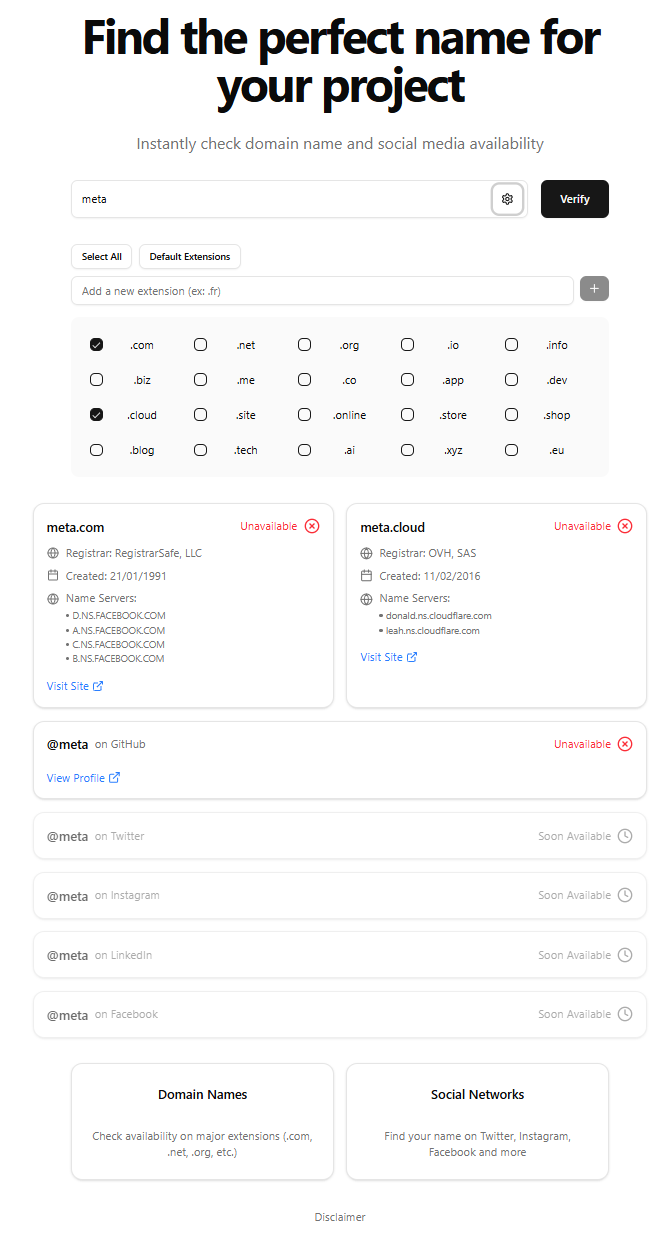 Find the perfect name for
your project
Instantly check domain name and social media availability
meta
Verify
Select All
Default Extensions
Add a new extension (ex: .fr)
.com
.net
.org
.io
.info
.biz
.me
.co
.app
.dev
.cloud
.site
.online
.store
.shop
.blog
.tech
.ai
.xyz
.eu
meta.com
Unavailable
Registrar: RegistrarSafe, LLC
Created: 21/01/1991
Name Servers:
• D.NS.FACEBOOK.COM
• A.NS.FACEBOOK.COM
• C.NS.FACEBOOK.COM
• B.NS.FACEBOOK.COM
Visit Site
meta.cloud
Unavailable
Registrar: OVH, SAS
Created: 11/02/2016
Name Servers:
• donald.ns.cloudflare.com
• leah.ns.cloudflare.com
Visit Site
@meta on GitHub
Unavailable
View Profile
@meta on Twitter
Soon Available
@meta on Instagram
Soon Available
@meta on LinkedIn
Soon Available
@meta on Facebook
Soon Available
Domain Names
Check availability on major extensions (.com,
.net, .org, etc.)
Social Networks
Find your name on Twitter, Instagram,
Facebook and more
Disclaimer